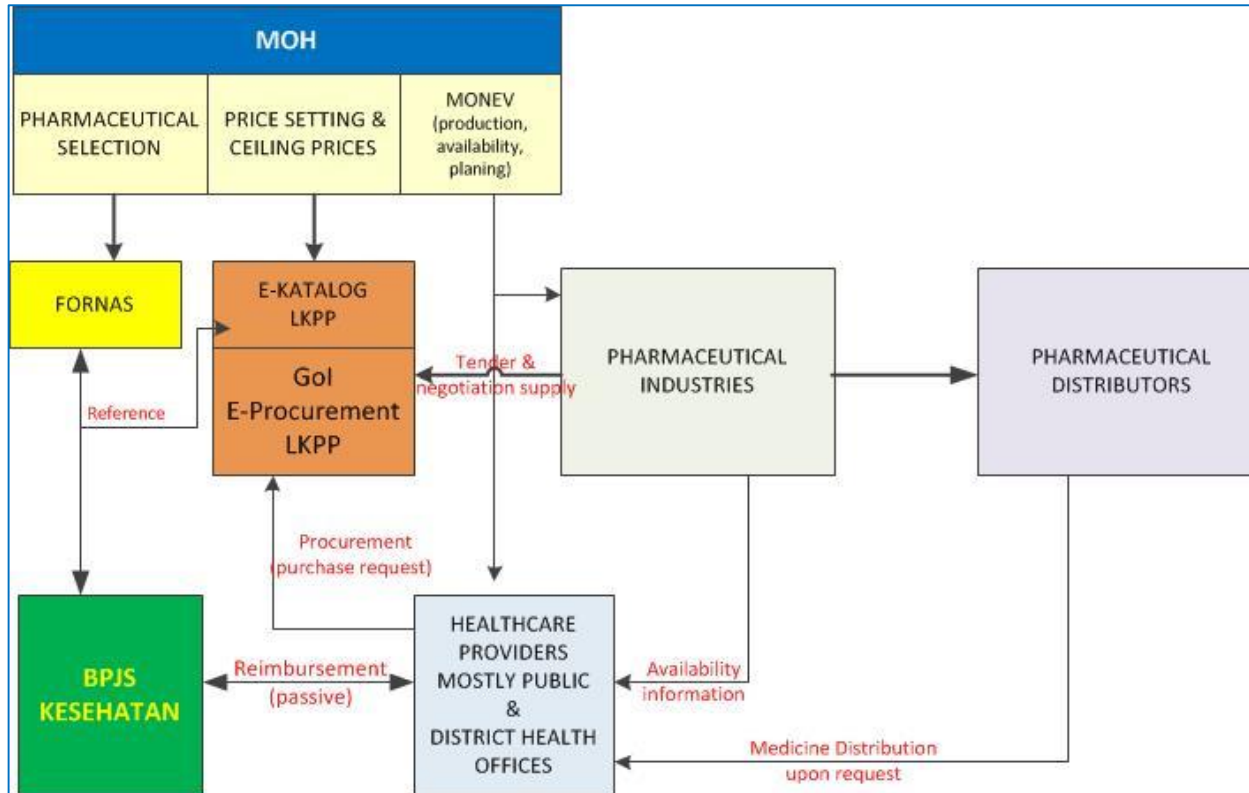 MOH
PHARMACEUTICAL
SELECTION
PRICE SETTING &
CEILING PRICES
MONEV
(production,
availability,
planing)
FORNAS
E-KATALOG
LKPP
GoI
E-Procurement
LKPP
Tender &
negotiation supply
PHARMACEUTICAL
INDUSTRIES
PHARMACEUTICAL
DISTRIBUTORS
Reference
Procurement
(purchase request)
BPJS
KESEHATAN
Reimbursement
(passive)
HEALTHCARE
PROVIDERS
MOSTLY PUBLIC
&
DISTRICT HEALTH
OFFICES
Availability
information
Medicine Distribution
upon request